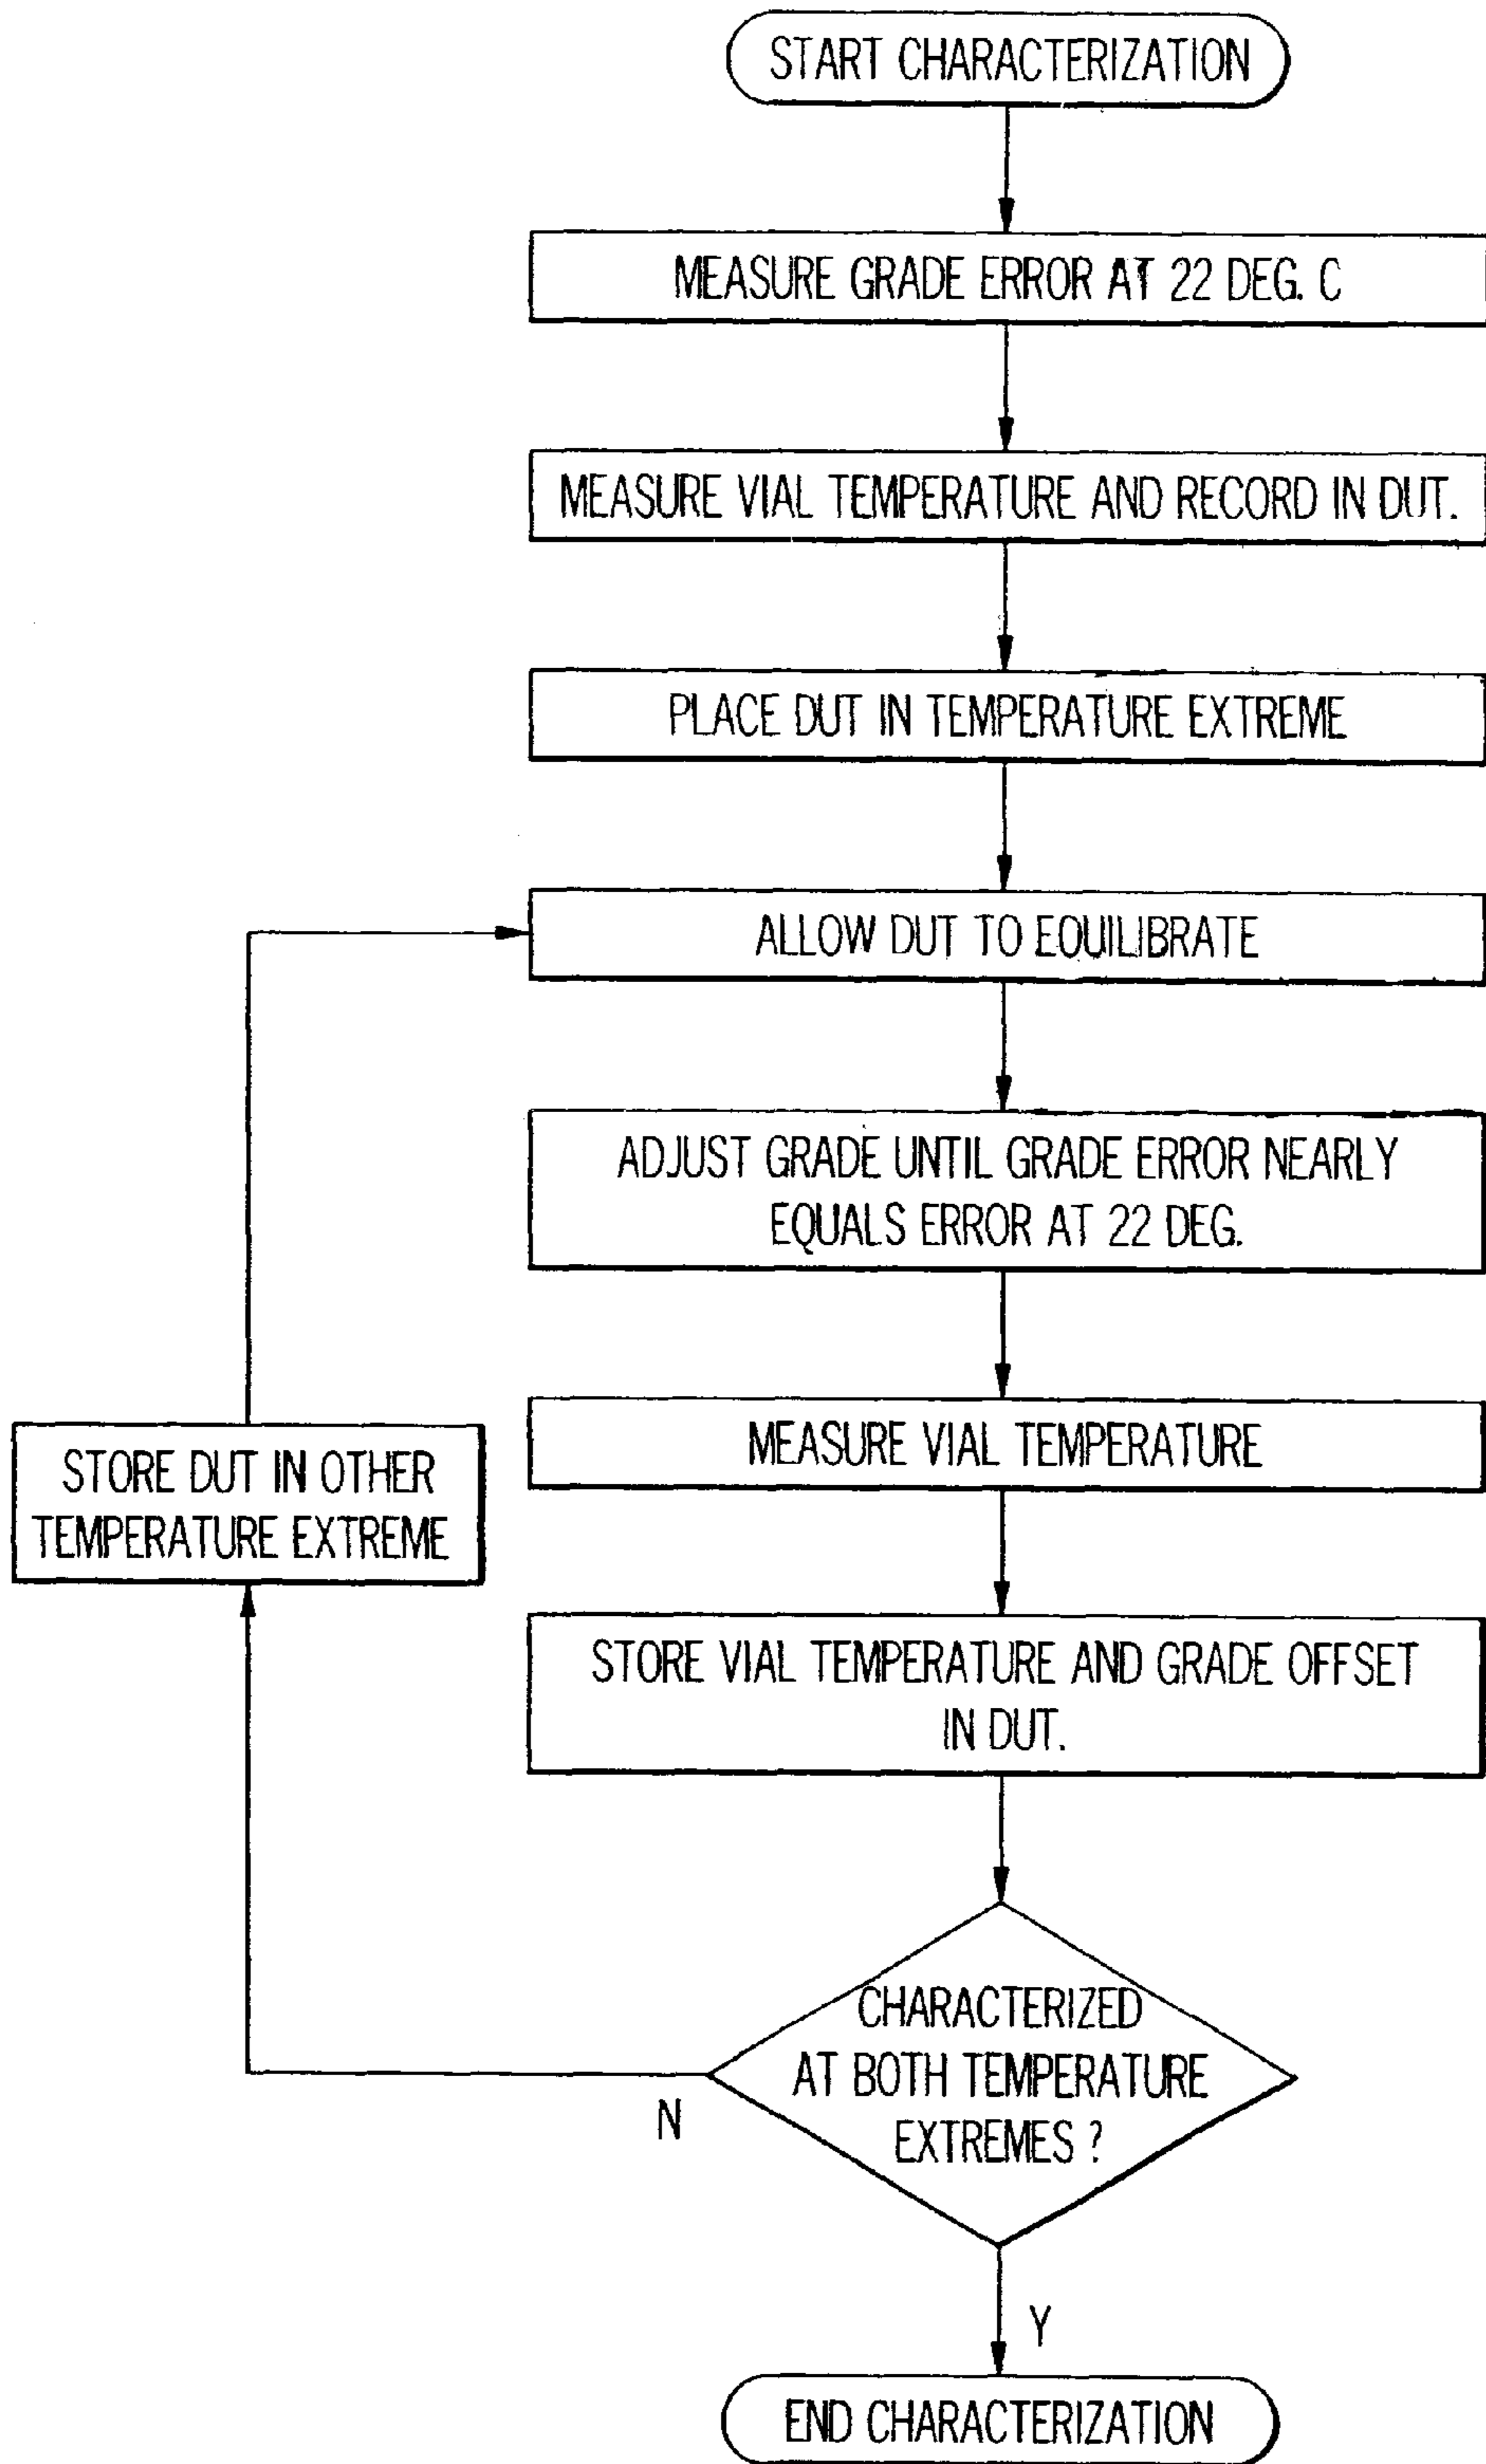 START CHARACTERIZATION
MEASURE GRADE ERROR AT 22 DEG. C
MEASURE VIAL TEMPERATURE AND RECORD IN DUT.
PLACE DUT IN TEMPERATURE EXTREME
ALLOW DUT TO EQUILIBRATE
ADJUST GRADE UNTIL GRADE ERROR NEARLY
EQUALS ERROR AT 22 DEG.
MEASURE VIAL TEMPERATURE
STORE DUT IN OTHER
TEMPERATURE EXTREME
STORE VIAL TEMPERATURE AND GRADE OFFSET
IN DUT.
CHARACTERIZED
AT BOTH TEMPERATURE
EXTREMES ?
N
Y
END CHARACTERIZATION